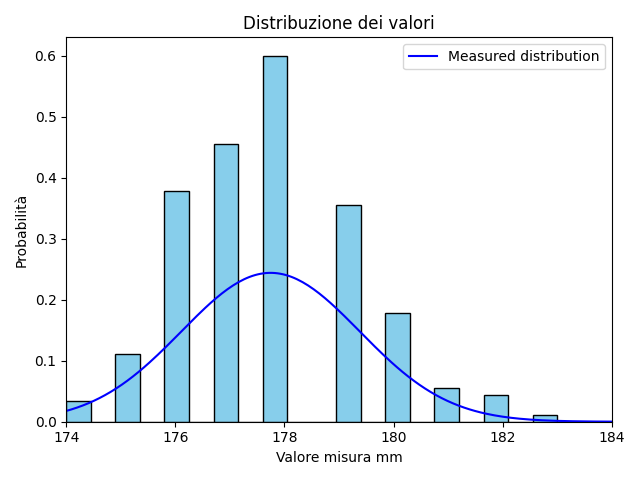 Distribuzione dei valori
Measured distribution
0.6
0.5
0.4
0.3
0.2
0.1
0.0
Probabilità
174 176 178 180 182 184
Valore misura mm